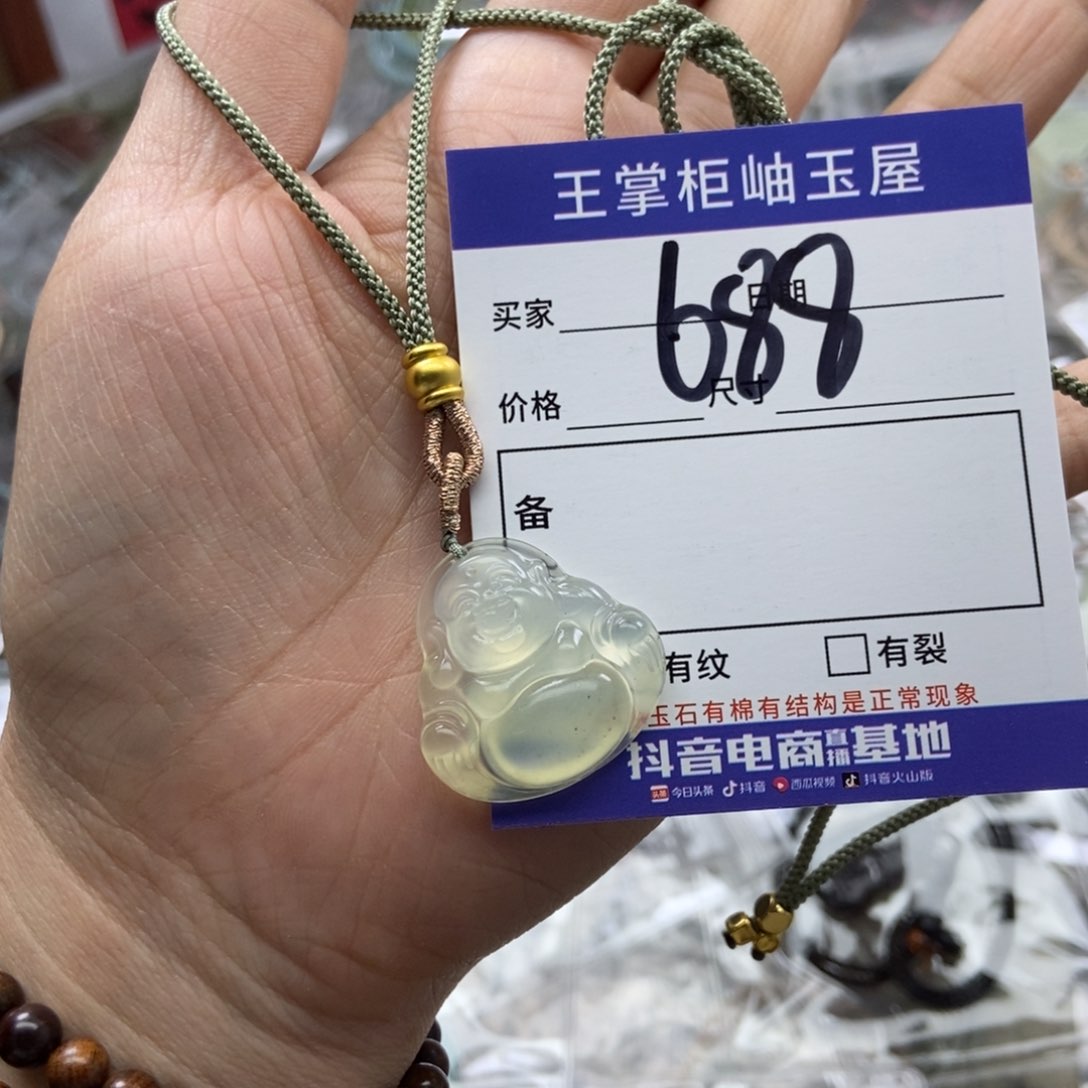 王掌柜岫玉屋
688
买家 日期
价格 尺寸
备
有纹 有裂
玉石有棉有结构是正常现象
抖音电商直播基地
头条 今日头条 抖音 西瓜视频 抖音火山版